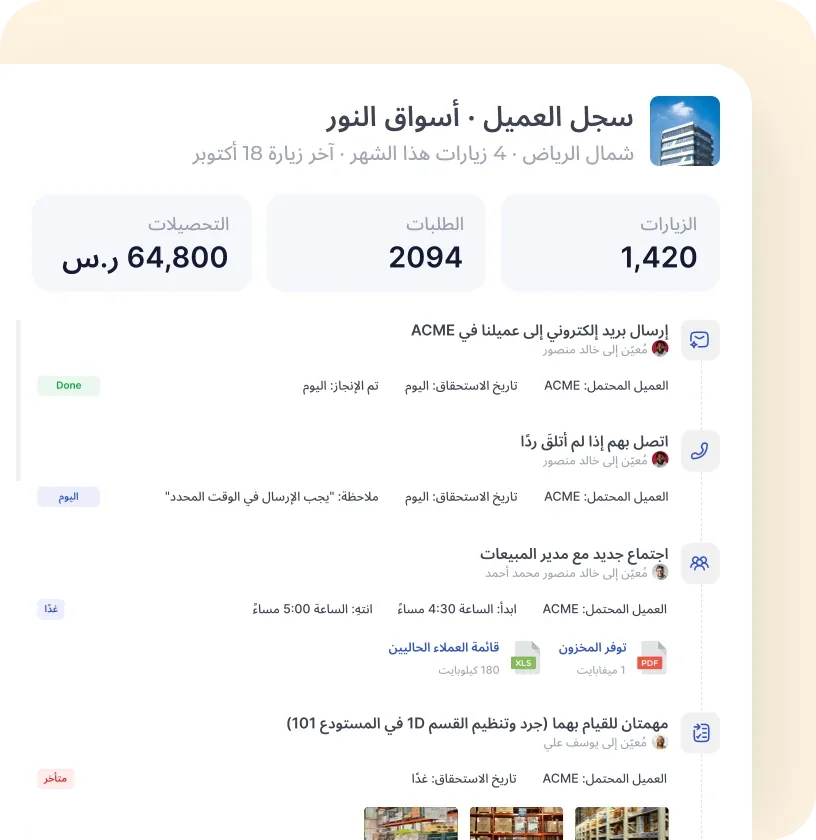 سجل العميل · أسواق النور
شمال الرياض · 4 زيارات هذا الشهر · آخر زيارة 18 أكتوبر
الزيارات
1,420
الطلبات
2094
التحصيلات
64,800 ر.س
إرسال بريد إلكتروني إلى عميلنا في ACME
مُعيّن إلى خالد منصور
العميل المحتمل: ACME تاريخ الاستحقاق: اليوم تم الإنجاز: اليوم Done
اتصل بهم إذا لم أتلقَ ردًا
مُعيّن إلى خالد منصور
العميل المحتمل: ACME تاريخ الاستحقاق: اليوم ملاحظة: "يجب الإرسال في الوقت المحدد" اليوم
اجتماع جديد مع مدير المبيعات
مُعيّن إلى خالد منصور محمد أحمد
العميل المحتمل: ACME ابدأ: الساعة 4:30 مساءً انتهِ: الساعة 5:00 مساءً غدًا
PDF توفر المخزون XLS قائمة العملاء الحاليين
1 ميغابايت 180 كيلوبايت
مهمتان للقيام بهما (جرد وتنظيم القسم 1D في المستودع 101)
مُعيّن إلى يوسف علي
العميل المحتمل: ACME تاريخ الاستحقاق: غدًا متأخر